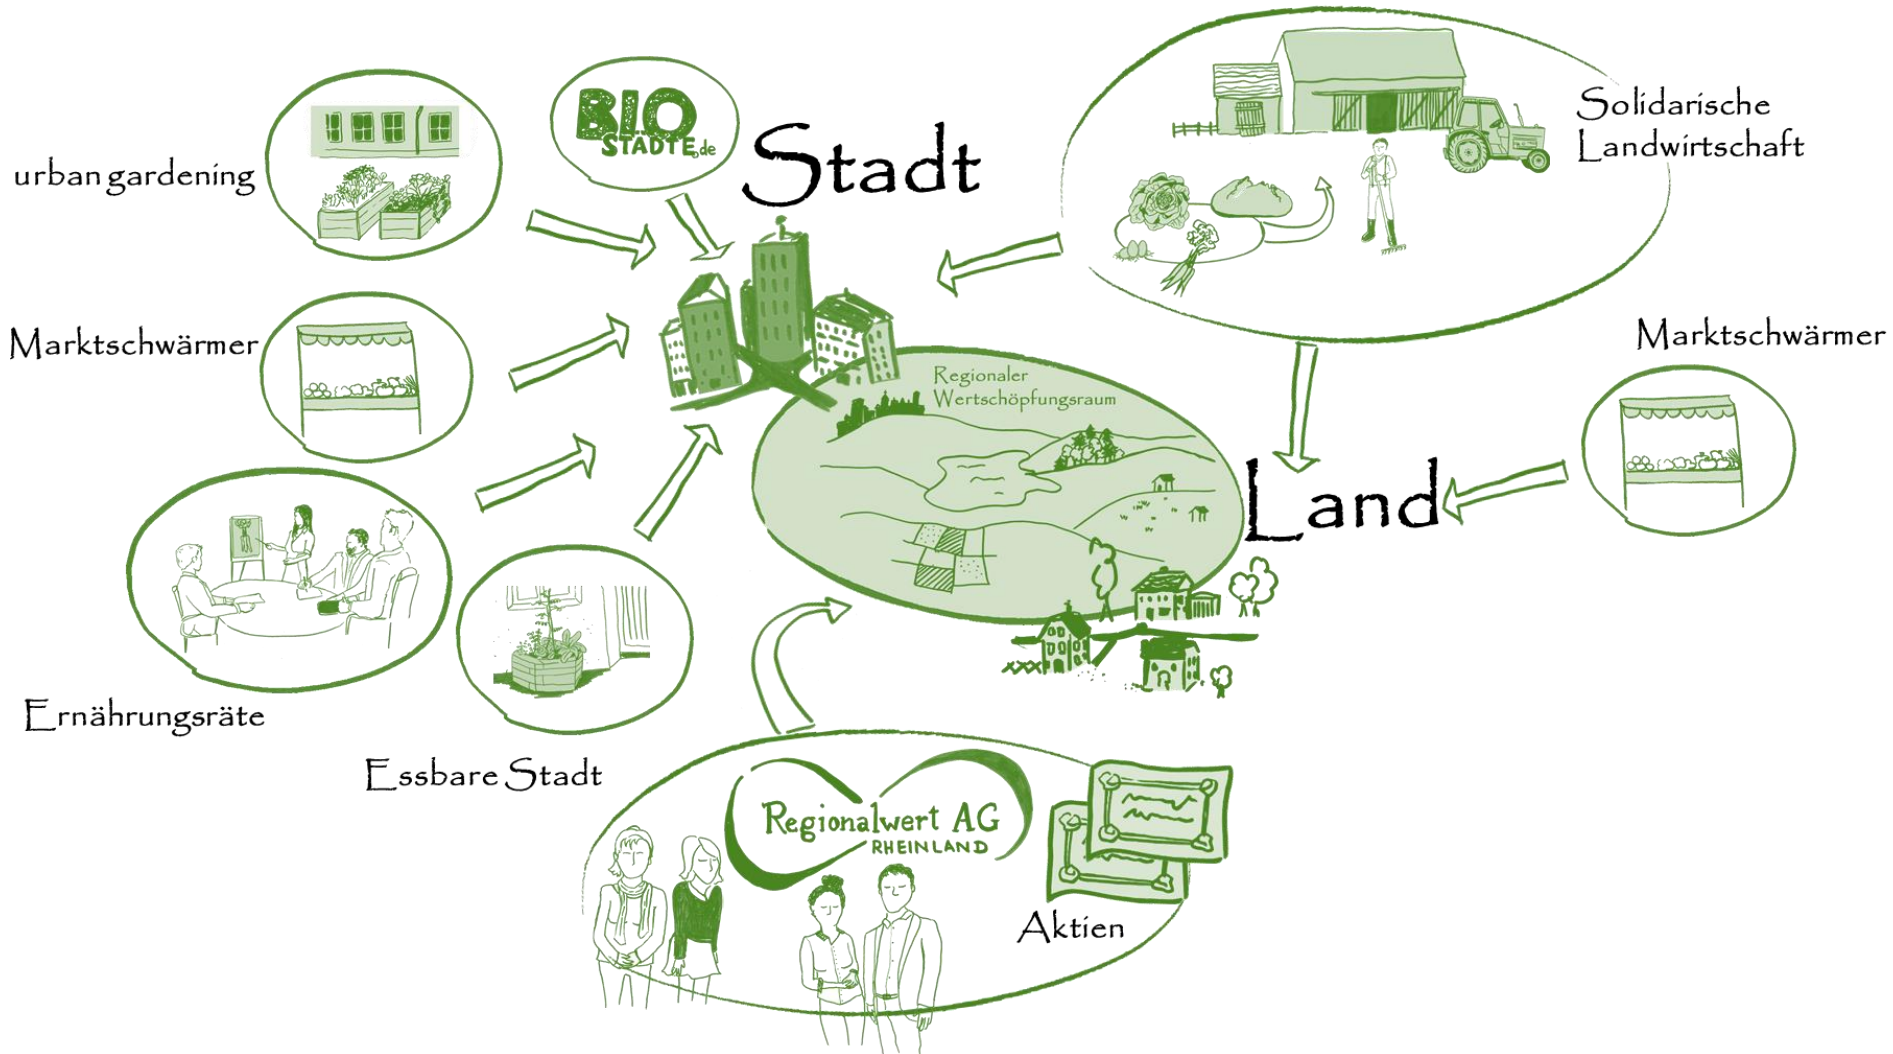 BIO
STÄDTE.de
Stadt
urban gardening
Solidarische
Landwirtschaft
Marktschwärmer
Marktschwärmer
Regionaler
Wertschöpfungsraum
Land
Ernährungsräte
Essbare Stadt
Regionalwert AG
RHEINLAND
Aktien